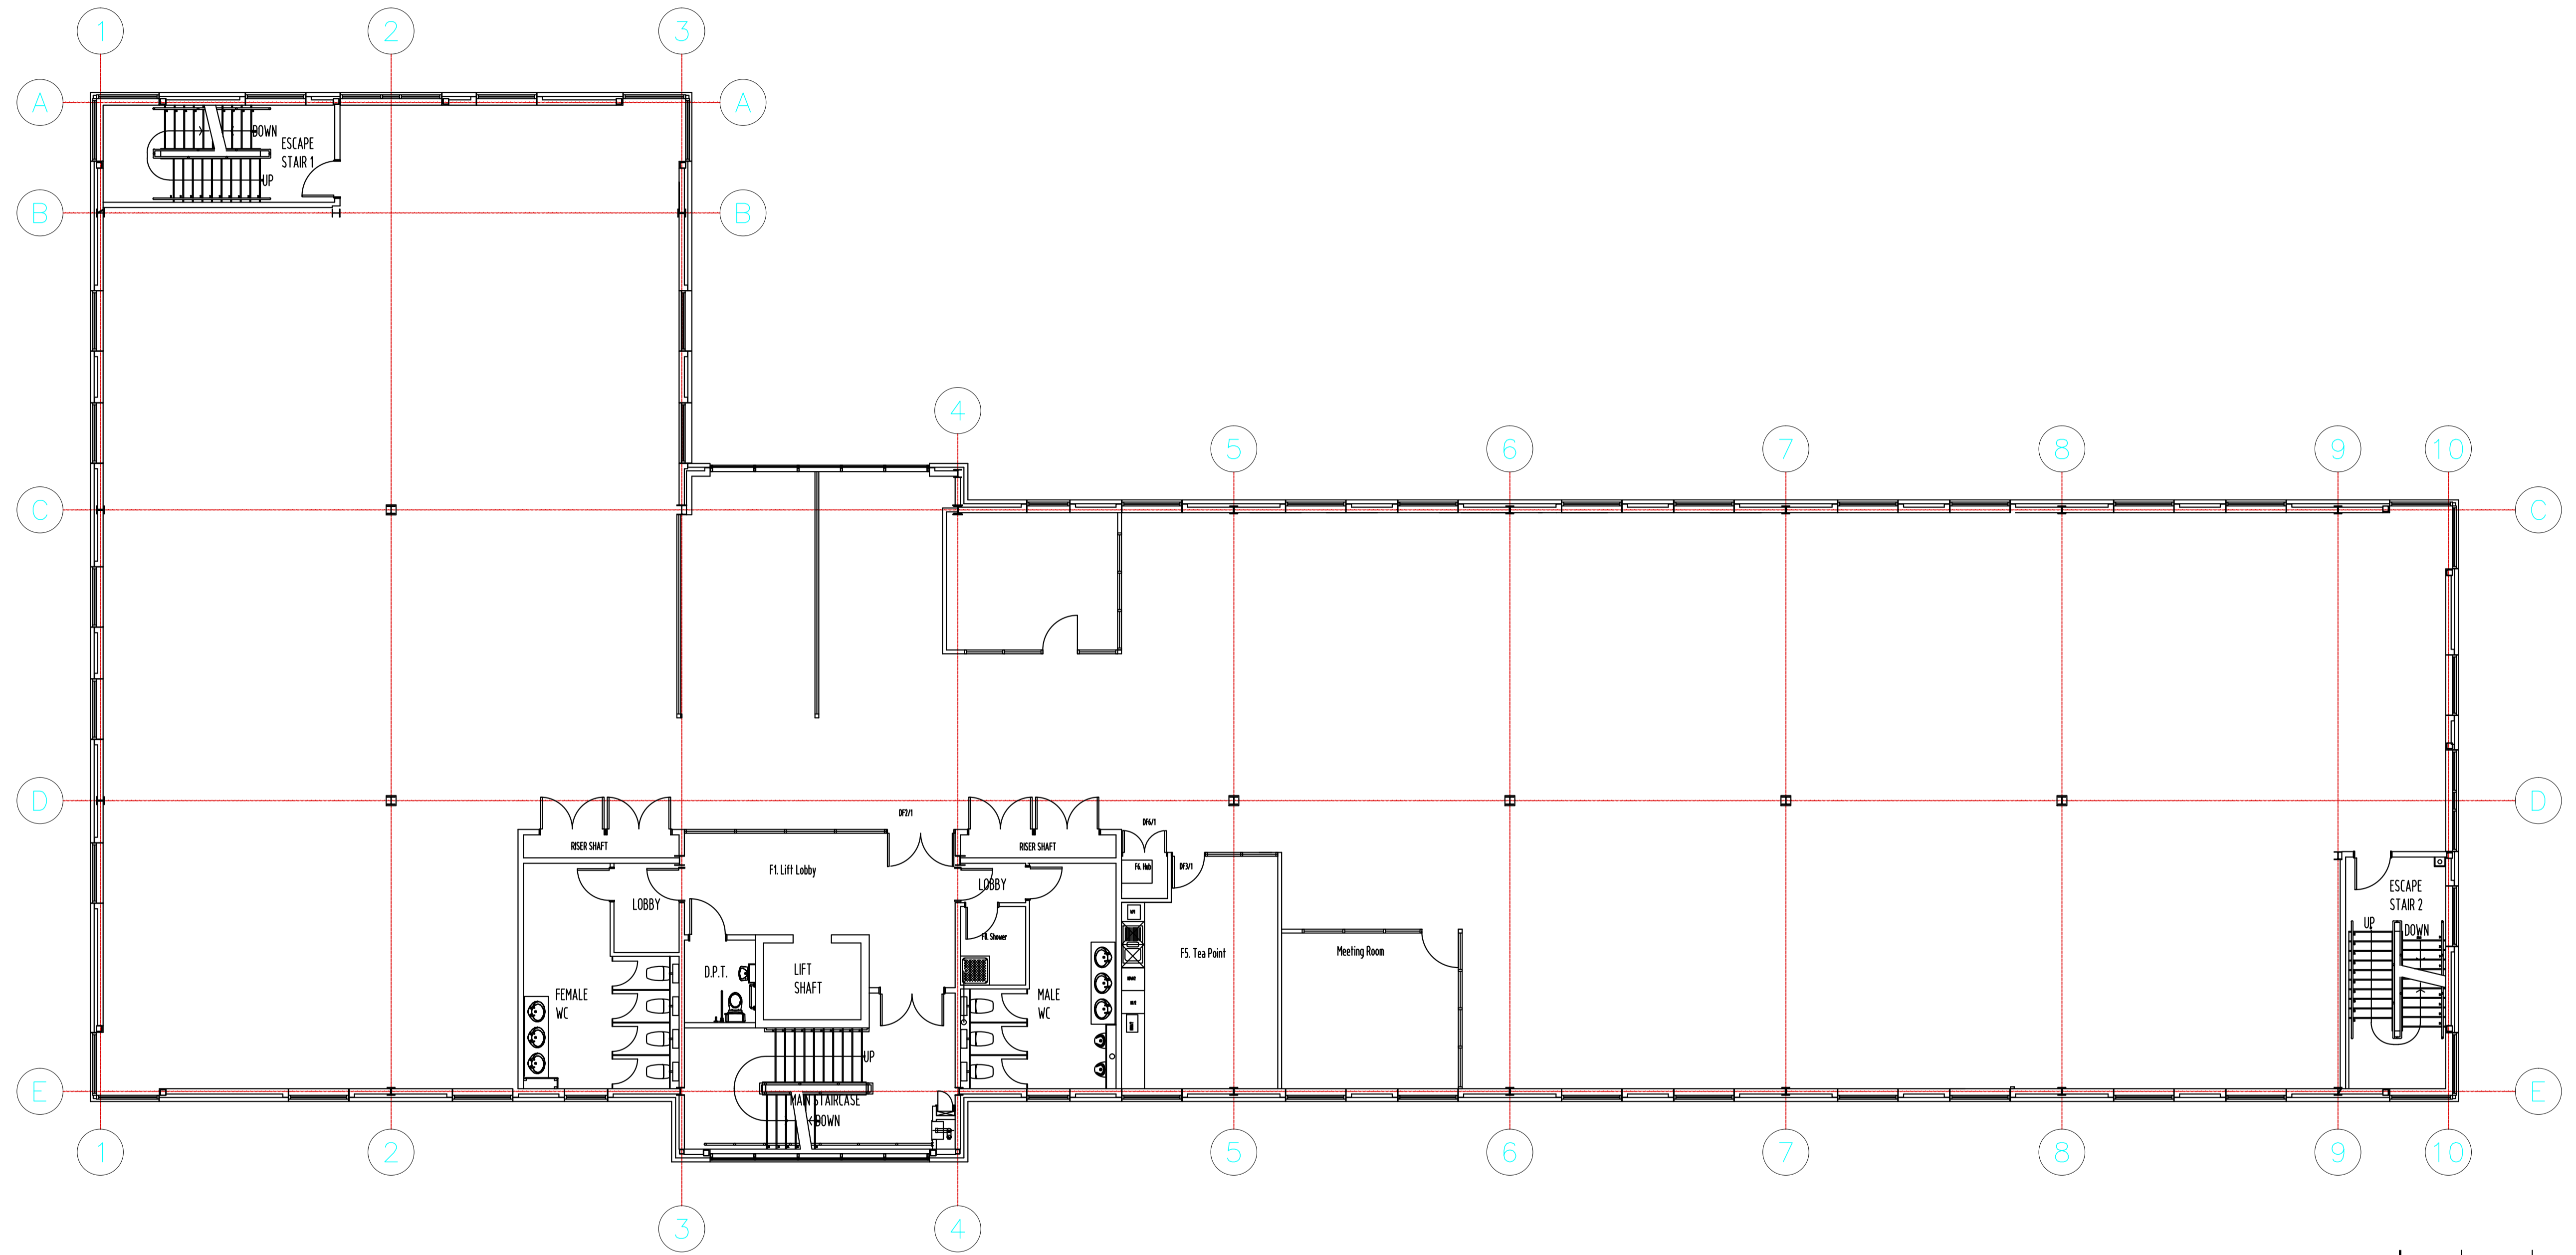 1
2
3
A
A
DOWN
ESCAPE
STAIR 1
UP
B
B
4
5
6
7
8
9
10
C
C
D
D
DF2/1
DF6/1
RISER SHAFT
RISER SHAFT
F1. Lift Lobby
F6. Hub
DF3/1
LOBBY
LOBBY
ESCAPE
STAIR 2
UP
DOWN
F8. Shower
F5. Tea Point
Meeting Room
D.P.T.
LIFT
SHAFT
FEMALE
WC
MALE
WC
UP
E
E
MAIN STAIRCASE
DOWN
1
2
5
6
7
8
9
10
3
4